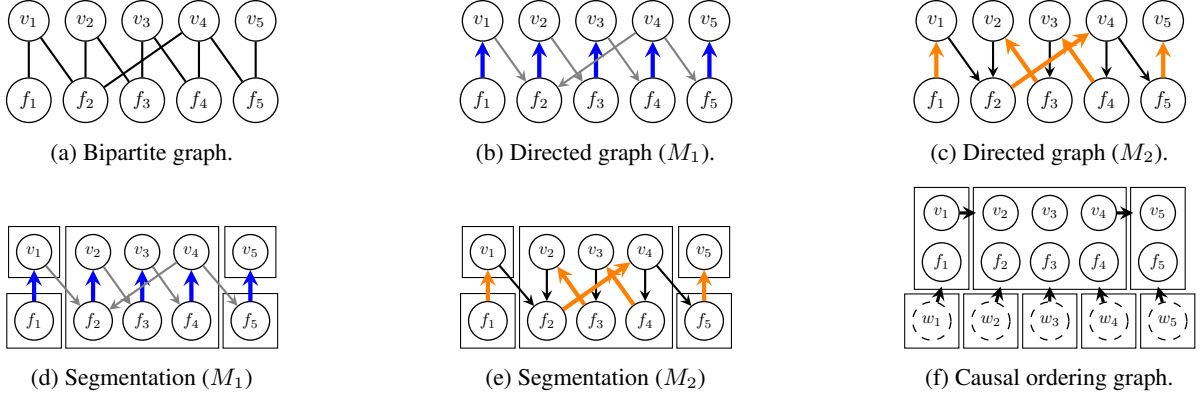 v₁ v₂ v₃ v₄ v₅
f₁ f₂ f₃ f₄ f₅
(a) Bipartite graph.
v₁ v₂ v₃ v₄ v₅
f₁ f₂ f₃ f₄ f₅
(b) Directed graph (M₁).
v₁ v₂ v₃ v₄ v₅
f₁ f₂ f₃ f₄ f₅
(c) Directed graph (M₂).
v₁ v₂ v₃ v₄ v₅
f₁ f₂ f₃ f₄ f₅
(d) Segmentation (M₁)
v₁ v₂ v₃ v₄ v₅
f₁ f₂ f₃ f₄ f₅
(e) Segmentation (M₂)
v₁ v₂ v₃ v₄ v₅
f₁ f₂ f₃ f₄ f₅
w₁ w₂ w₃ w₄ w₅
(f) Causal ordering graph.